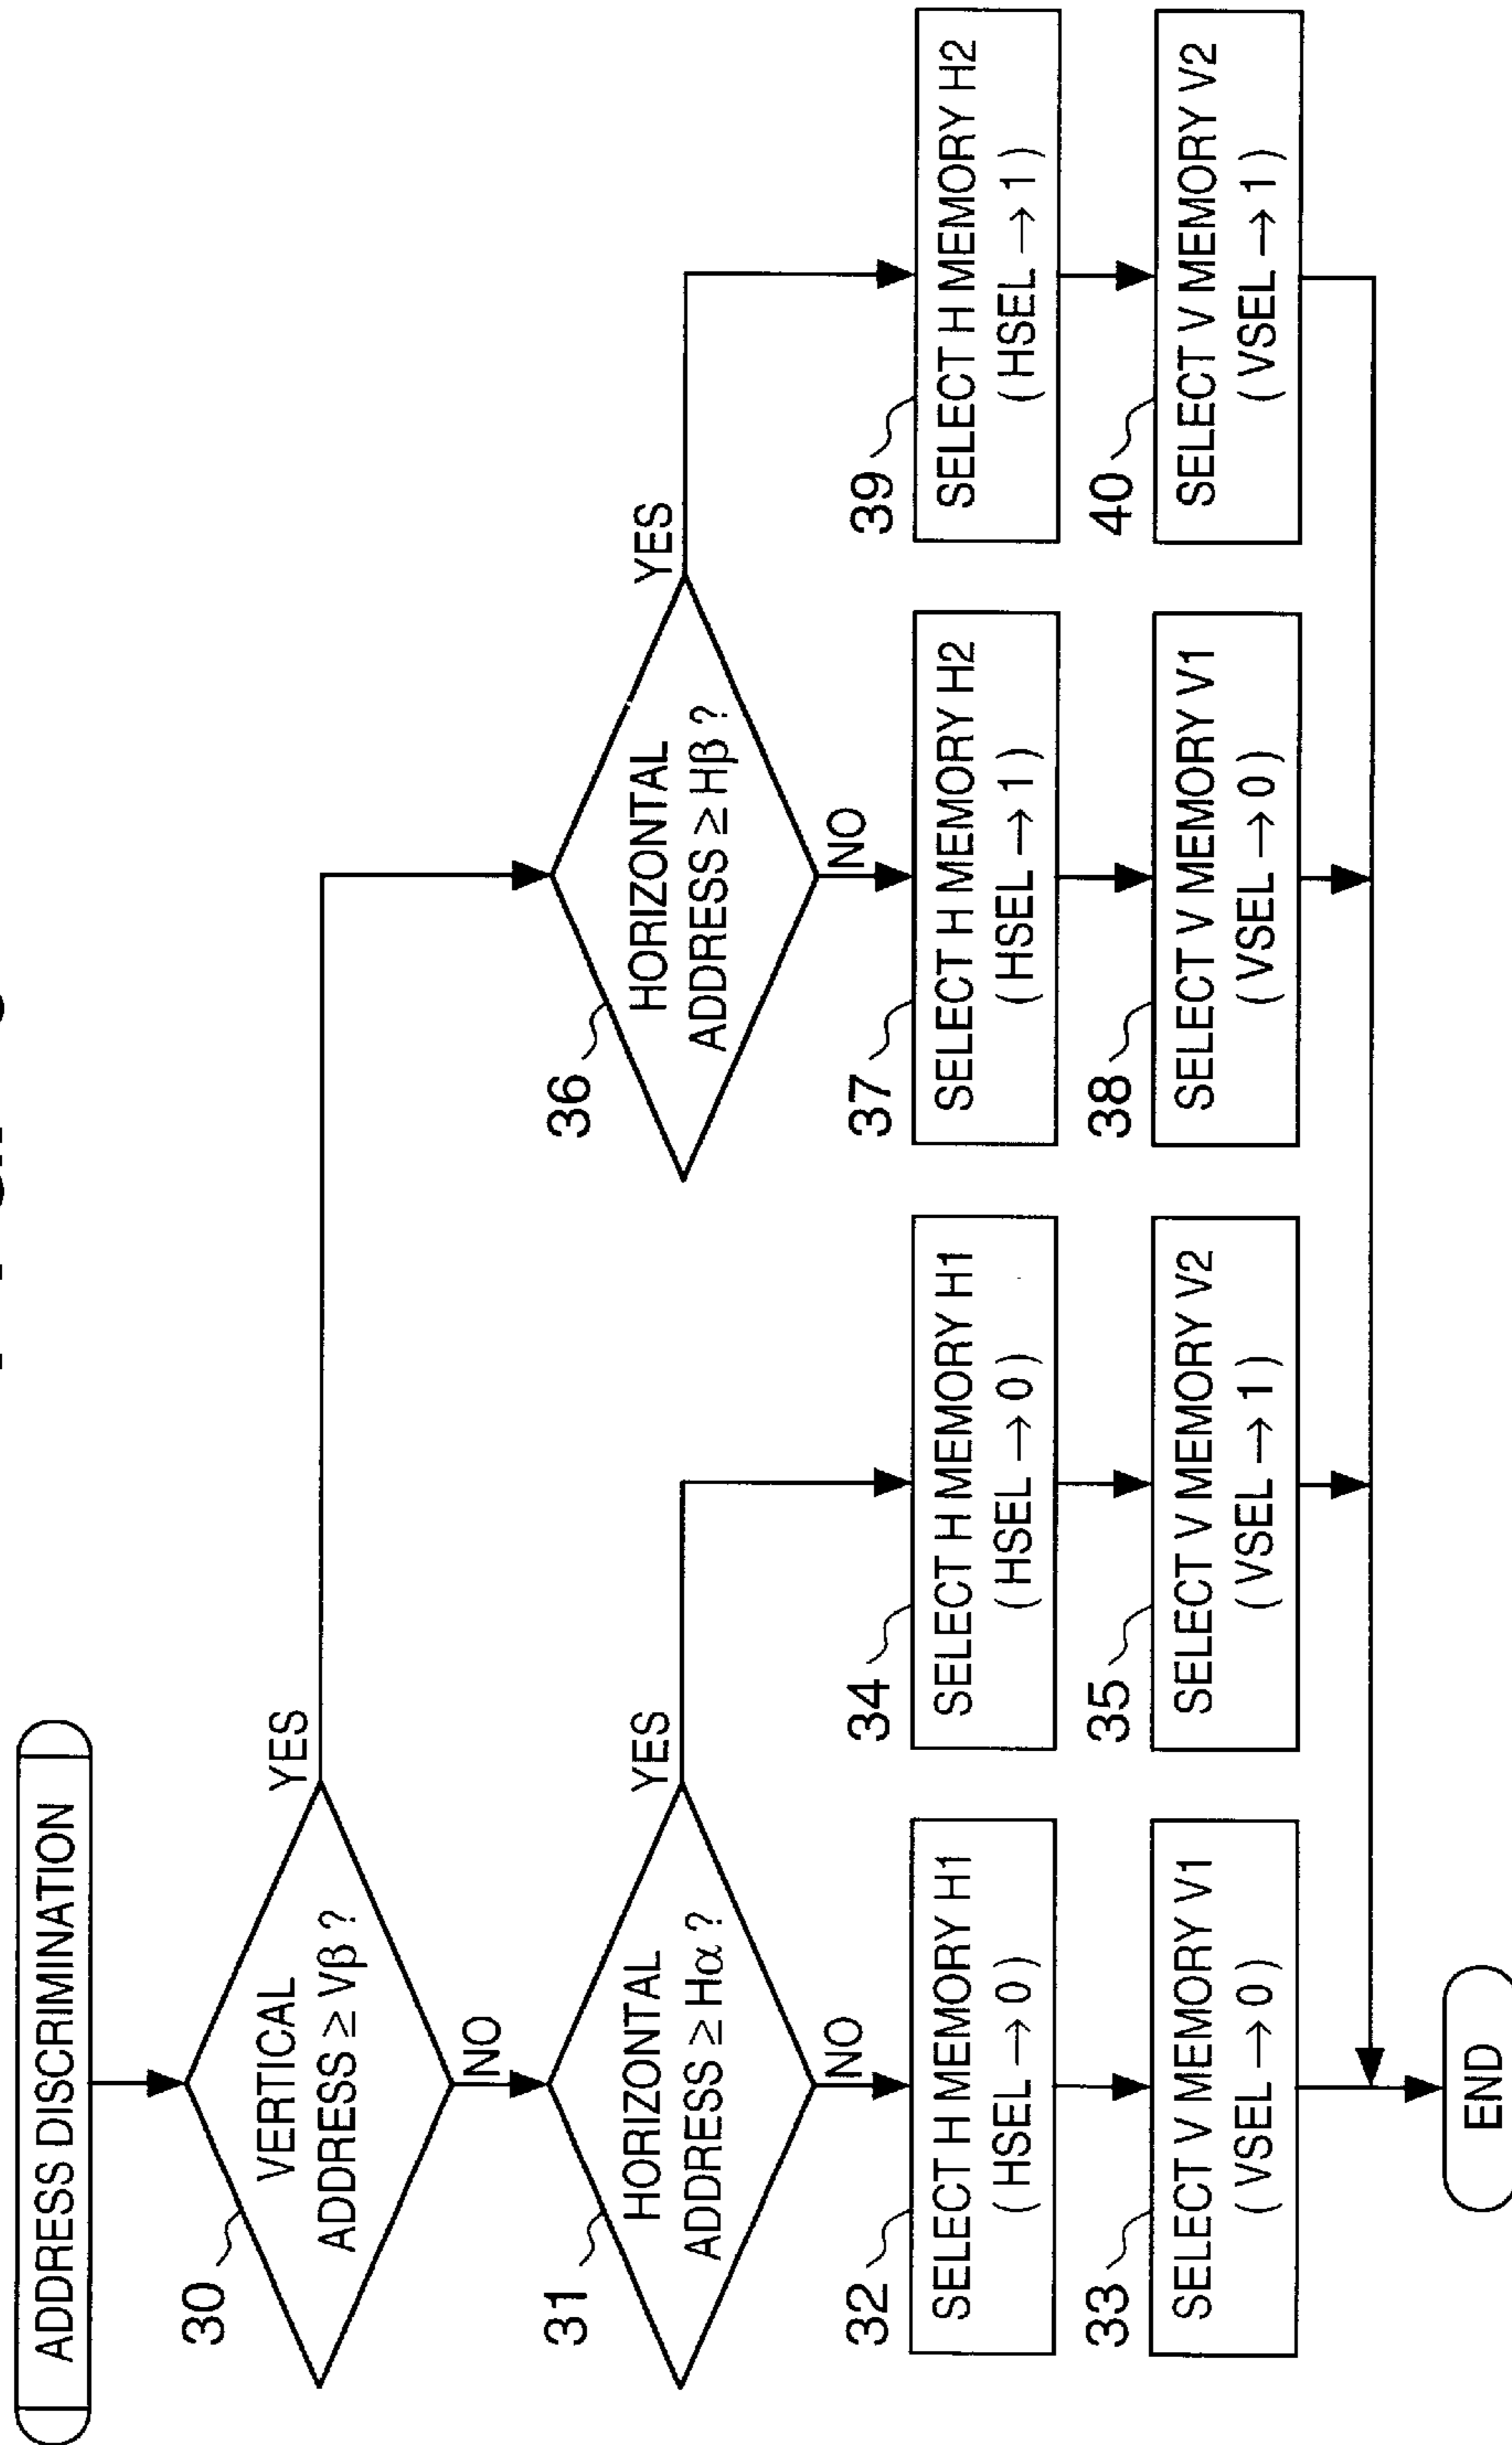 ADDRESS DISCRIMINATION
30
VERTICAL
ADDRESS ≥ Vβ ?
YES
NO
31
HORIZONTAL
ADDRESS ≥ Hα ?
YES
NO
36
HORIZONTAL
ADDRESS ≥ Hβ ?
YES
NO
32
SELECT H MEMORY H1
( HSEL → 0 )
34
SELECT H MEMORY H1
( HSEL → 0 )
37
SELECT H MEMORY H2
( HSEL → 1 )
39
SELECT H MEMORY H2
( HSEL → 1 )
33
SELECT V MEMORY V1
( VSEL → 0 )
35
SELECT V MEMORY V2
( VSEL → 1 )
38
SELECT V MEMORY V1
( VSEL → 0 )
40
SELECT V MEMORY V2
( VSEL → 1 )
END